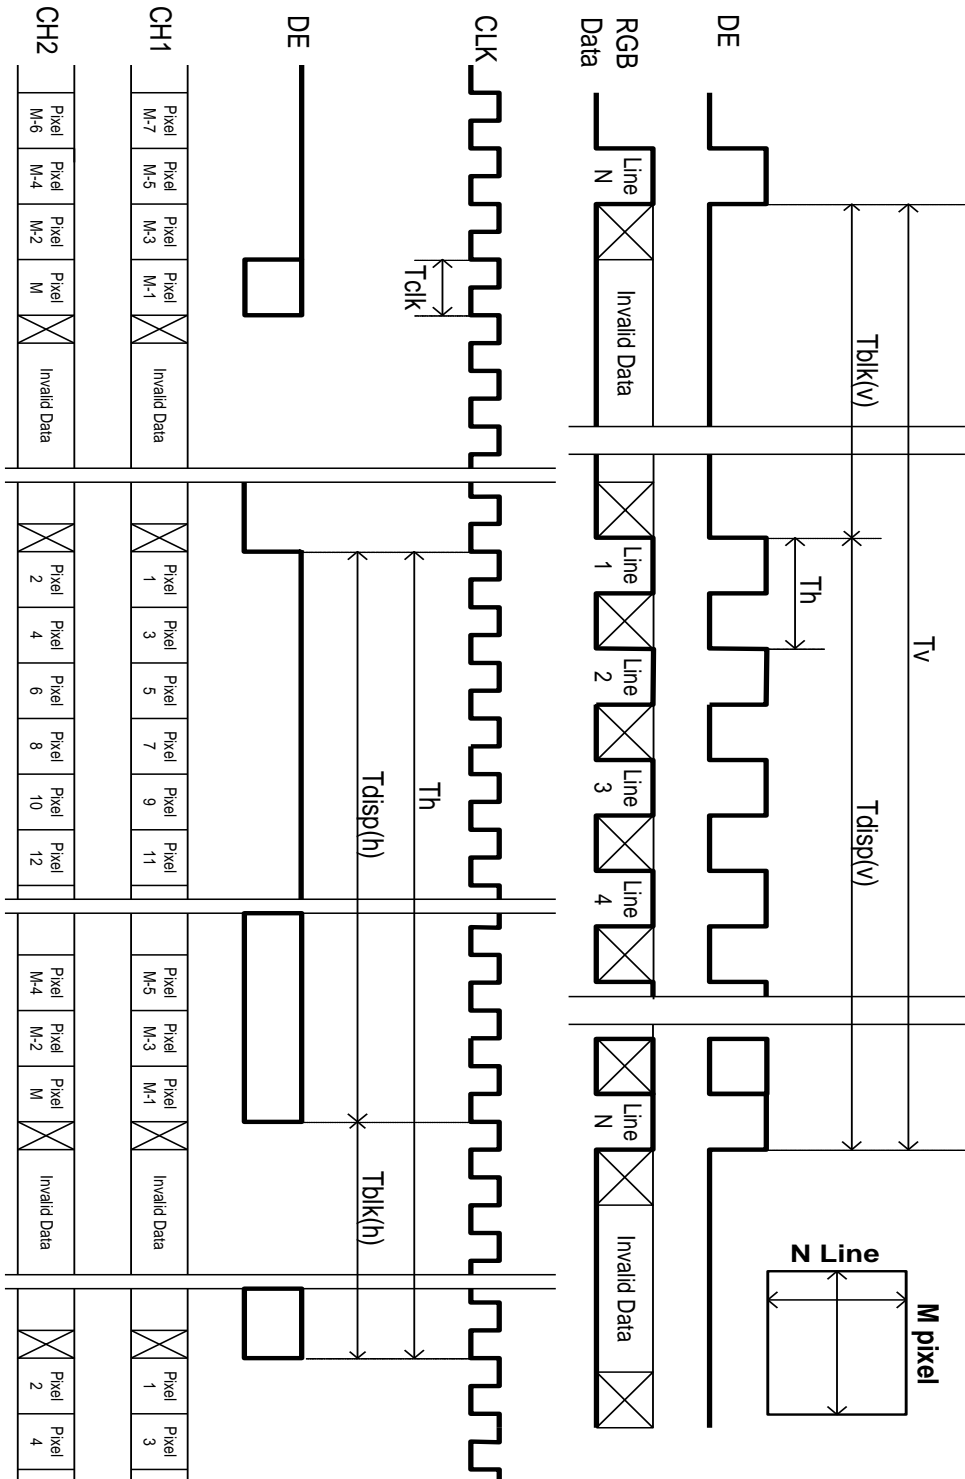 DE
Tv
Tblk(v)
Tdisp(v)
Th
RGB
Data
Line
N
Invalid Data
Line
1
Line
2
Line
3
Line
4
Line
N
Invalid Data
N Line
M pixel
CLK
Tclk
Th
DE
Tdisp(h)
Tblk(h)
CH1
Pixel
M-7
Pixel
M-5
Pixel
M-3
Pixel
M-1
Invalid Data
Pixel
1
Pixel
3
Pixel
5
Pixel
7
Pixel
9
Pixel
11
Pixel
M-5
Pixel
M-3
Pixel
M-1
Invalid Data
Pixel
1
Pixel
3
CH2
Pixel
M-6
Pixel
M-4
Pixel
M-2
Pixel
M
Invalid Data
Pixel
2
Pixel
4
Pixel
6
Pixel
8
Pixel
10
Pixel
12
Pixel
M-4
Pixel
M-2
Pixel
M
Invalid Data
Pixel
2
Pixel
4